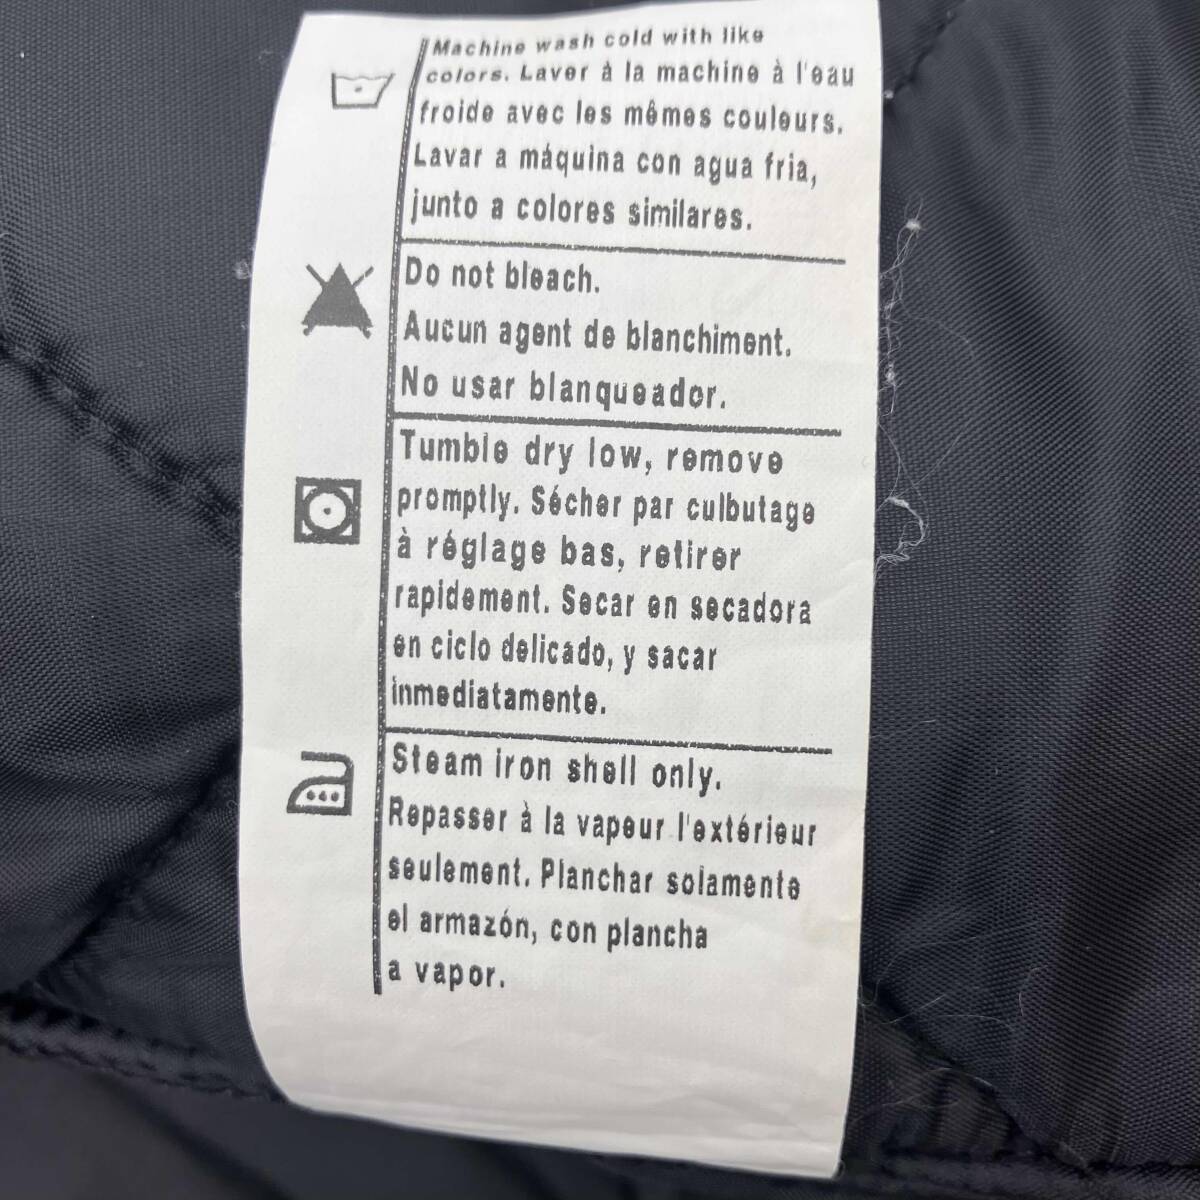 Machine wash cold with like
colors. Laver à la machine à l'eau
froide avec les mêmes couleurs.
Lavar a máquina con agua fria,
junto a colores similares.
Do not bleach.
Aucun agent de blanchiment.
No usar blanqueador.
Tumble dry low, remove
promptly. Sécher par culbutage
à réglage bas, retirer
rapidement. Secar en secadora
en ciclo delicado, y sacar
inmediatamente.
Steam iron shell only.
Repasser à la vapeur l'extérieur
seulement. Planchar solamente
el armazón, con plancha
a vapor.